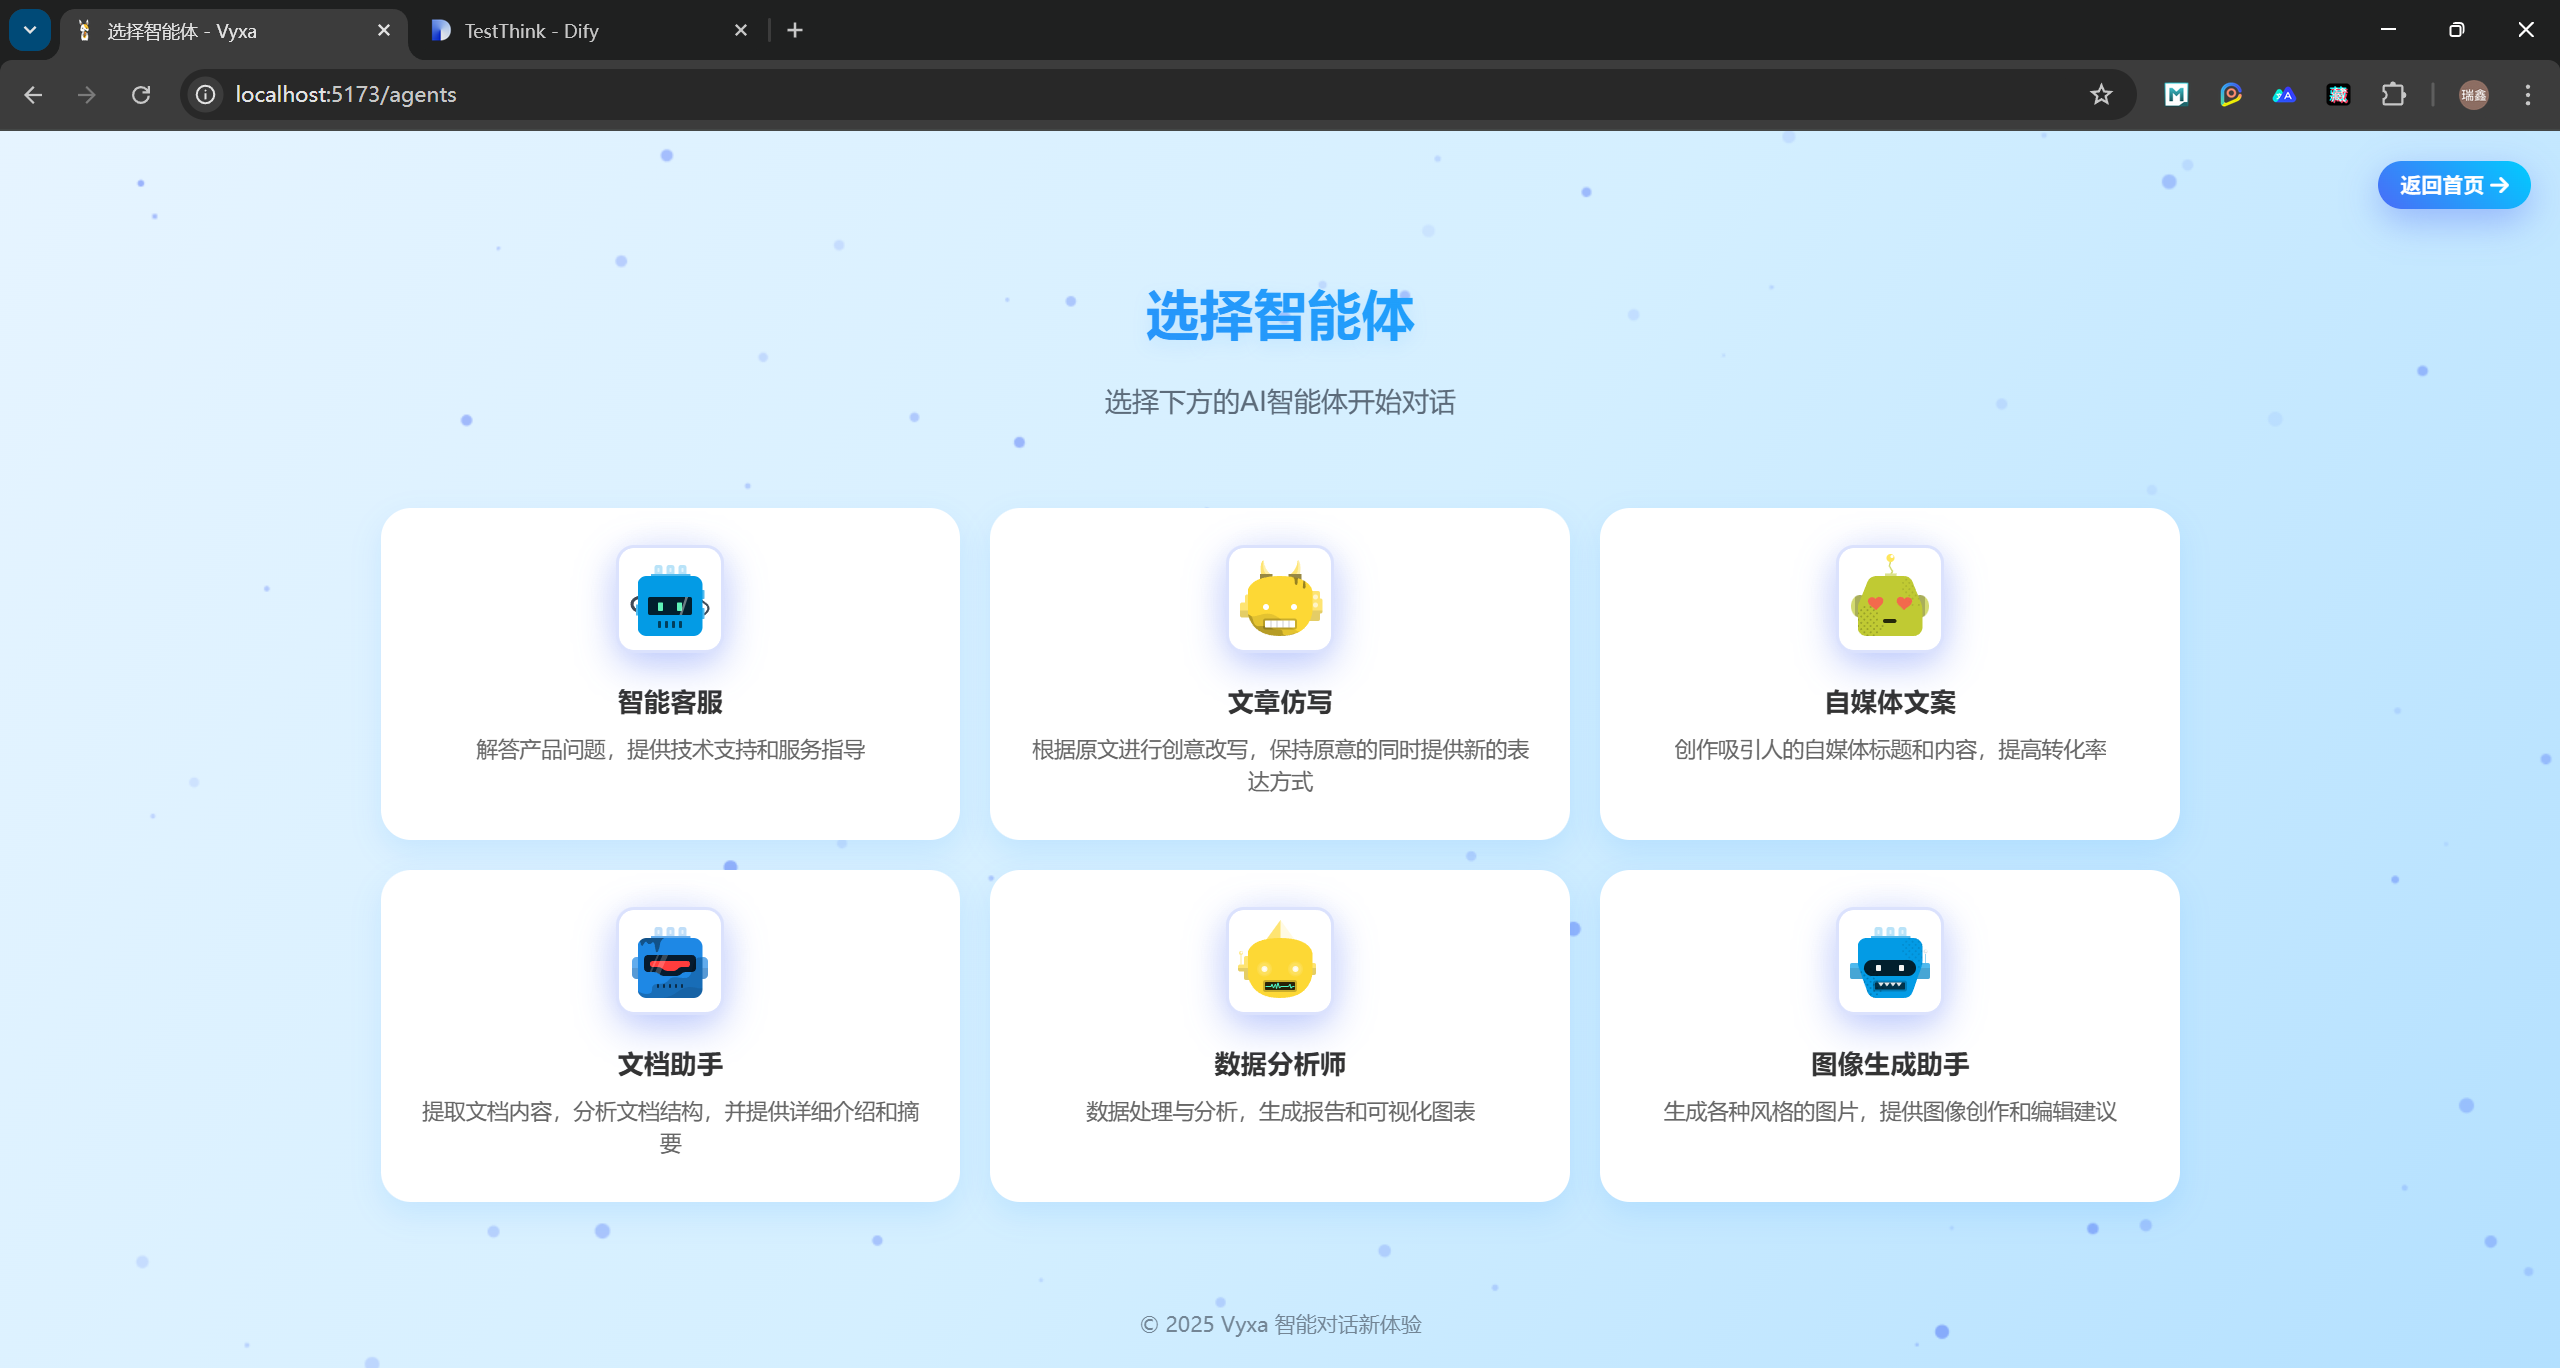 选择智能体 - Vyxa
TestThink - Dify
localhost:5173/agents
瑞鑫
返回首页
选择智能体
选择下方的AI智能体开始对话
智能客服
解答产品问题，提供技术支持和服务指导
文章仿写
根据原文进行创意改写，保持原意的同时提供新的表
达方式
自媒体文案
创作吸引人的自媒体标题和内容，提高转化率
文档助手
提取文档内容，分析文档结构，并提供详细介绍和摘
要
数据分析师
数据处理与分析，生成报告和可视化图表
图像生成助手
生成各种风格的图片，提供图像创作和编辑建议
© 2025 Vyxa 智能对话新体验